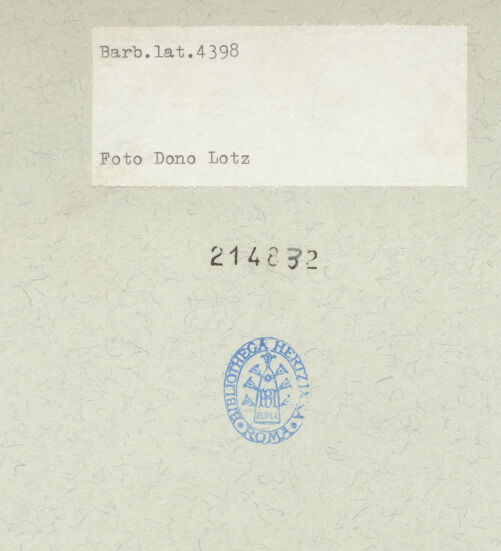 Barb.lat.4398
Foto Dono Lotz
214832
BIBLIOTHECA HERTZIANA
ROMA
• ROMA •